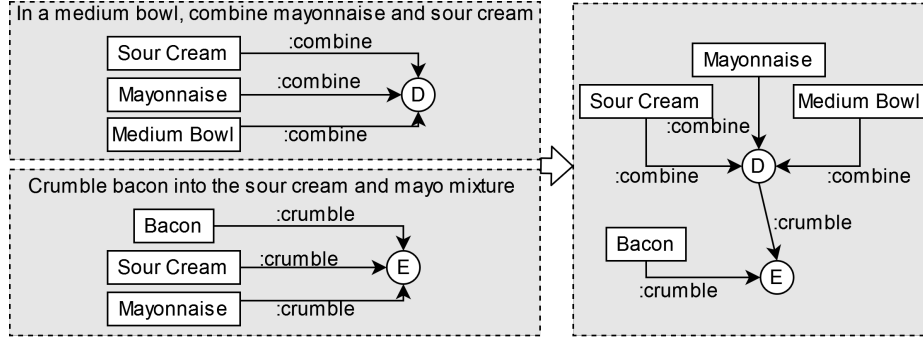 In a medium bowl, combine mayonnaise and sour cream
Sour Cream
:combine
Mayonnaise
:combine
D
Medium Bowl
:combine
Crumble bacon into the sour cream and mayo mixture
Bacon
:crumble
Sour Cream
:crumble
E
Mayonnaise
:crumble
Mayonnaise
Sour Cream
Medium Bowl
:combine
D
:combine
:combine
:crumble
Bacon
E
:crumble